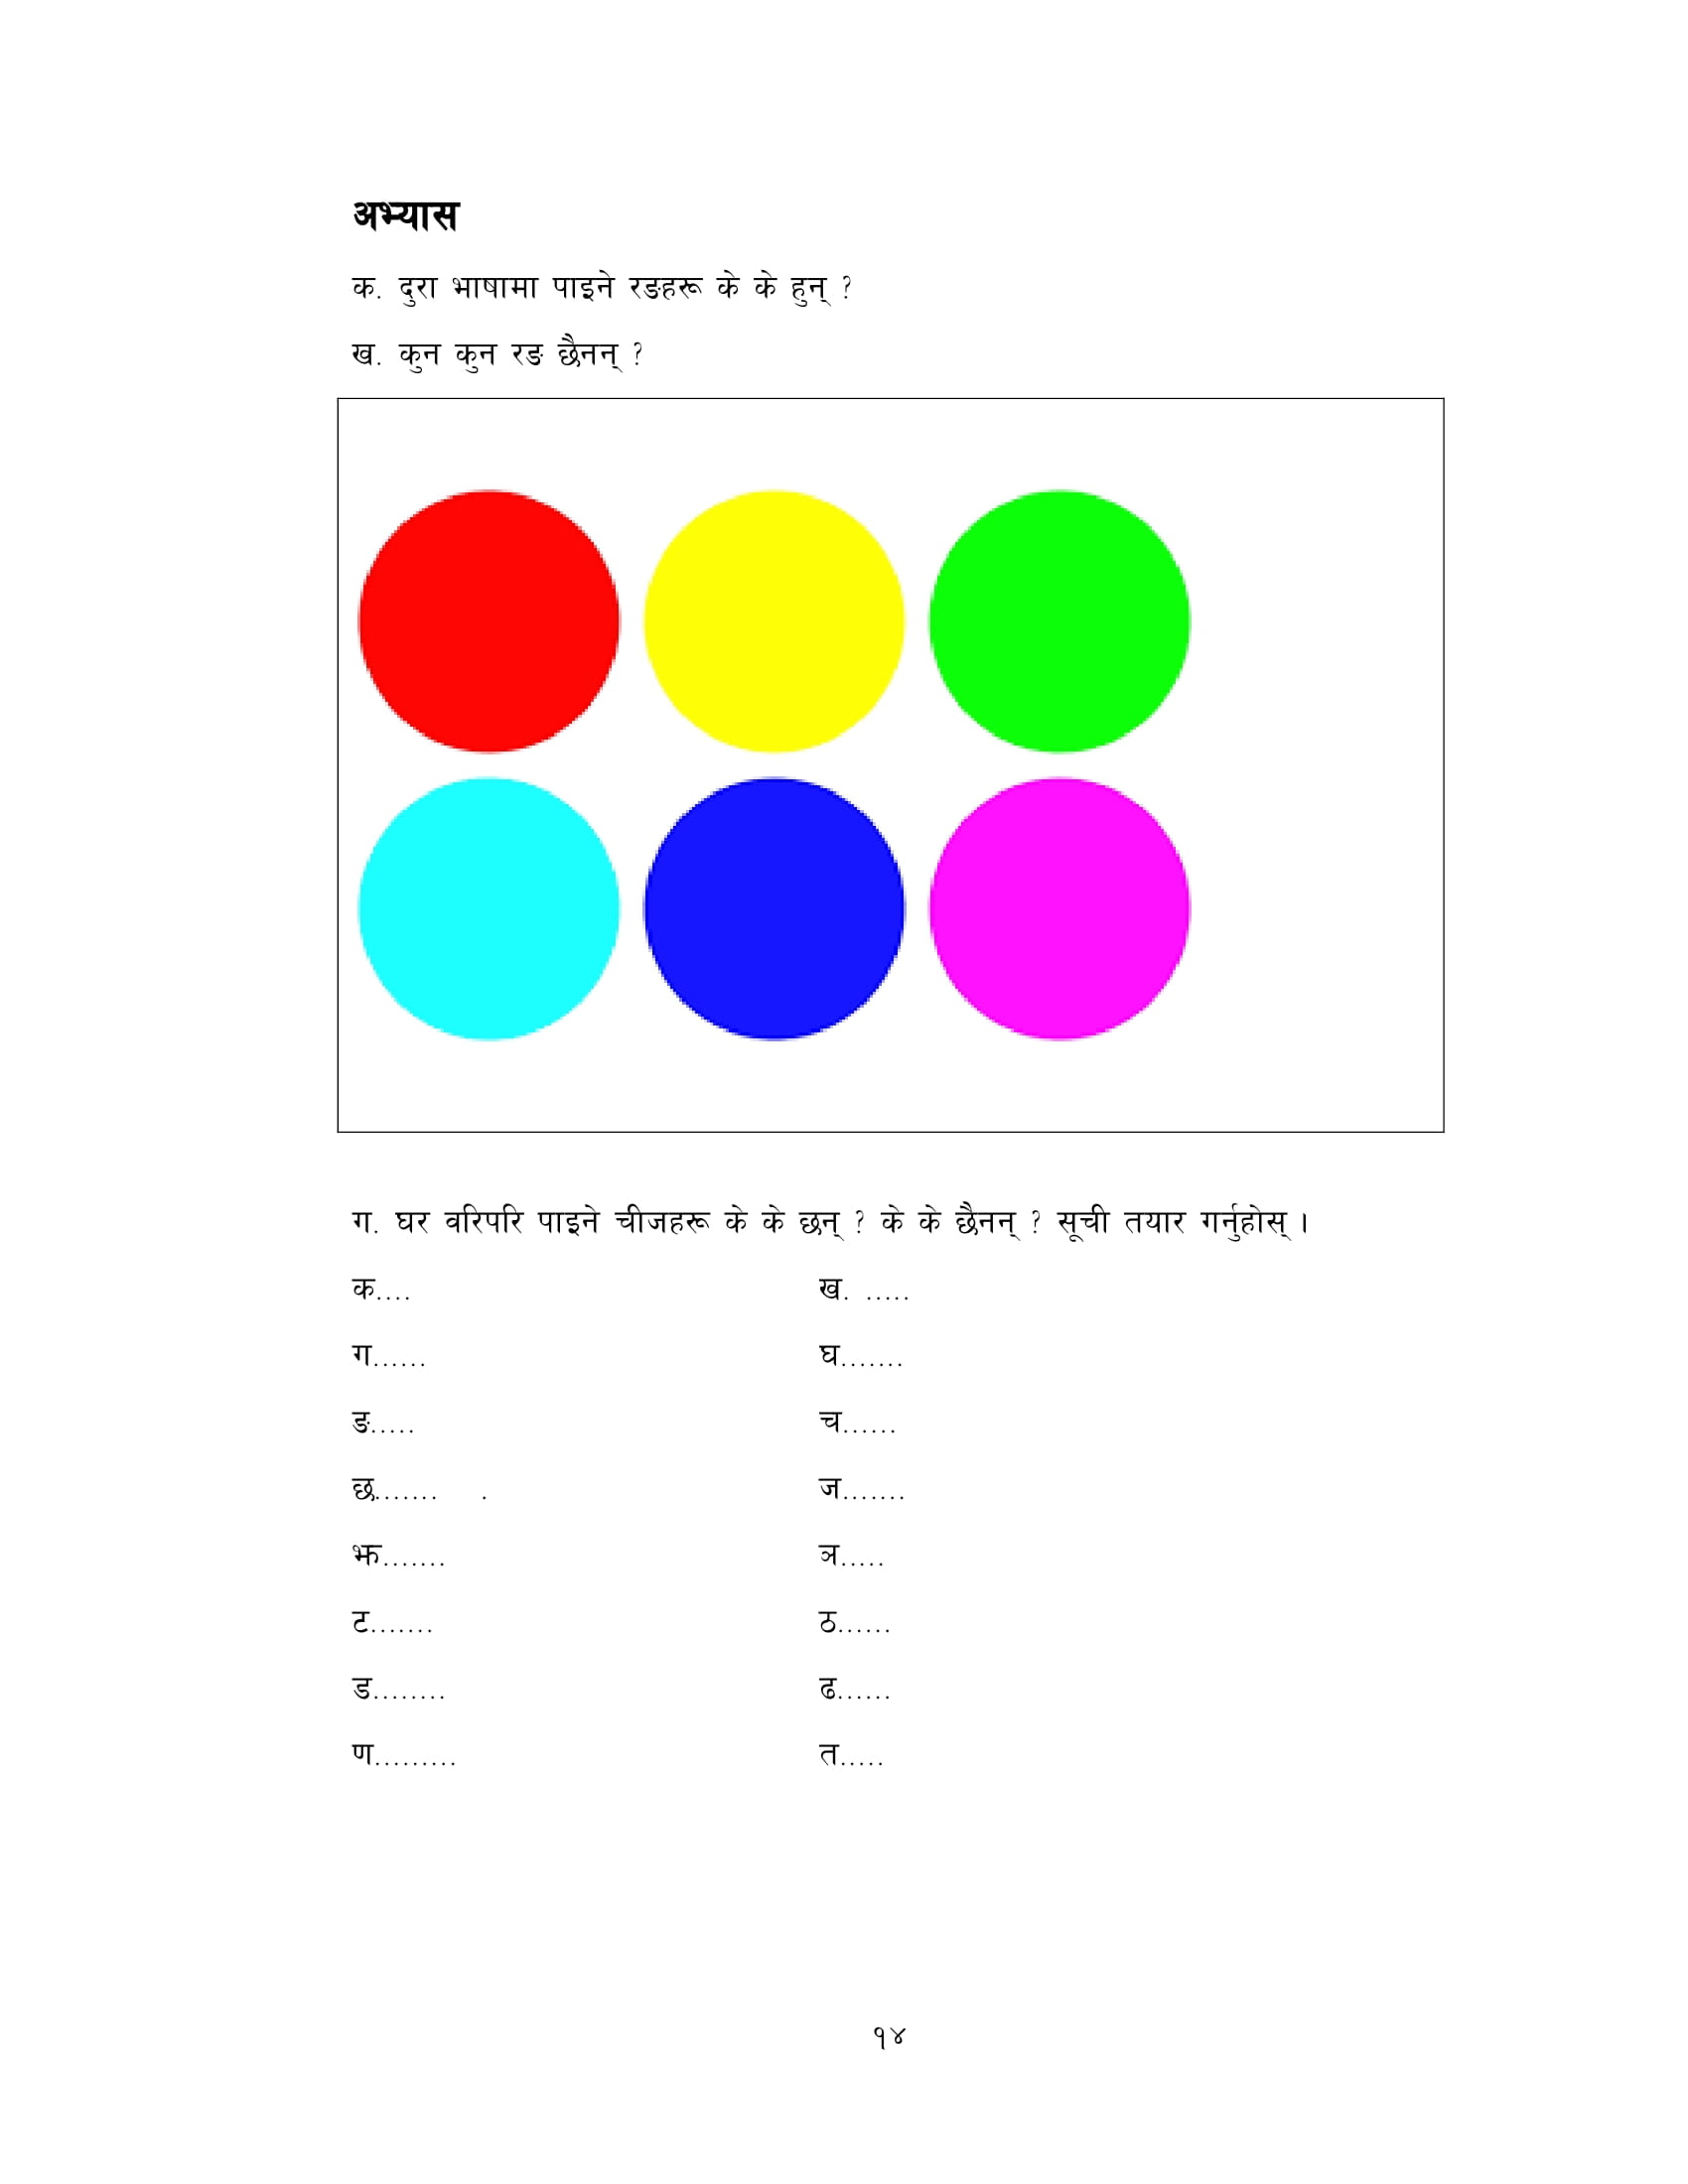 अभ्यास
क. दुरा भाषामा पाइने रङहरू के के हुन् ?
ख. कुन कुन रङ छैनन् ?
ग. घर वरिपरि पाइने चीजहरू के के छन् ? के के छैनन् ? सूची तयार गर्नुहोस् ।
क.... ख. .....
ग...... घ.......
ङ..... च......
छ....... . ज.......
झ....... ञ.....
ट....... ठ......
ड........ ढ......
ण......... त.....
१४